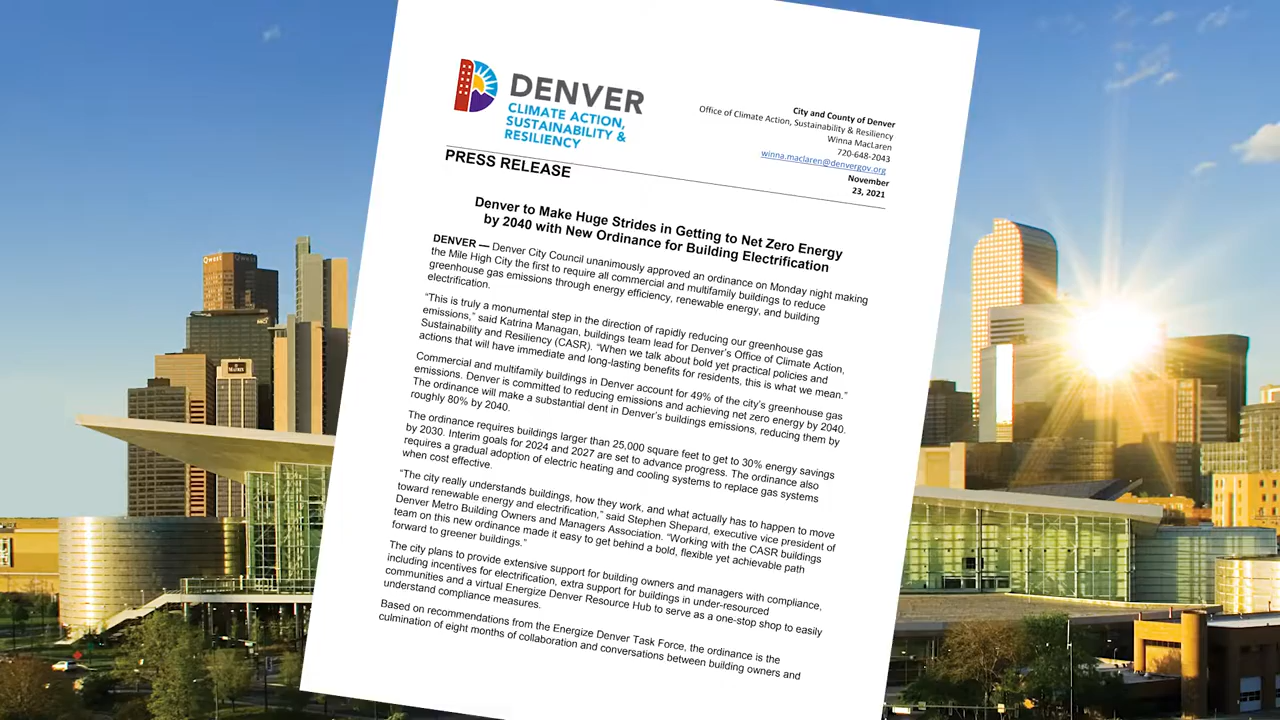 DENVER
CLIMATE ACTION,
SUSTAINABILITY &
RESILIENCY
City and County of Denver
Office of Climate Action, Sustainability & Resiliency
Winna MacLaren
720-648-2043
winna.maclaren@denvergov.org
November
23, 2021
PRESS RELEASE
Denver to Make Huge Strides in Getting to Net Zero Energy
by 2040 with New Ordinance for Building Electrification
DENVER — Denver City Council unanimously approved an ordinance on Monday night making
the Mile High City the first to require all commercial and multifamily buildings to reduce
greenhouse gas emissions through energy efficiency, renewable energy, and building
electrification.
“This is truly a monumental step in the direction of rapidly reducing our greenhouse gas
emissions,” said Katrina Managan, buildings team lead for Denver’s Office of Climate Action,
Sustainability and Resiliency (CASR). “When we talk about bold yet practical policies and
actions that will have immediate and long-lasting benefits for residents, this is what we mean.”
Commercial and multifamily buildings in Denver account for 49% of the city’s greenhouse gas
emissions. Denver is committed to reducing emissions and achieving net zero energy by 2040.
The ordinance will make a substantial dent in Denver’s buildings emissions, reducing them by
roughly 80% by 2040.
The ordinance requires buildings larger than 25,000 square feet to get to 30% energy savings
by 2030. Interim goals for 2024 and 2027 are set to advance progress. The ordinance also
requires a gradual adoption of electric heating and cooling systems to replace gas systems
when cost effective.
“The city really understands buildings, how they work, and what actually has to happen to move
toward renewable energy and electrification,” said Stephen Shepard, executive vice president of
Denver Metro Building Owners and Managers Association. “Working with the CASR buildings
team on this new ordinance made it easy to get behind a bold, flexible yet achievable path
forward to greener buildings.”
The city plans to provide extensive support for building owners and managers with compliance,
including incentives for electrification, extra support for buildings in under-resourced
communities and a virtual Energize Denver Resource Hub to serve as a one-stop shop to easily
understand compliance measures.
Based on recommendations from the Energize Denver Task Force, the ordinance is the
culmination of eight months of collaboration and conversations between building owners and
Qwest
Qwest